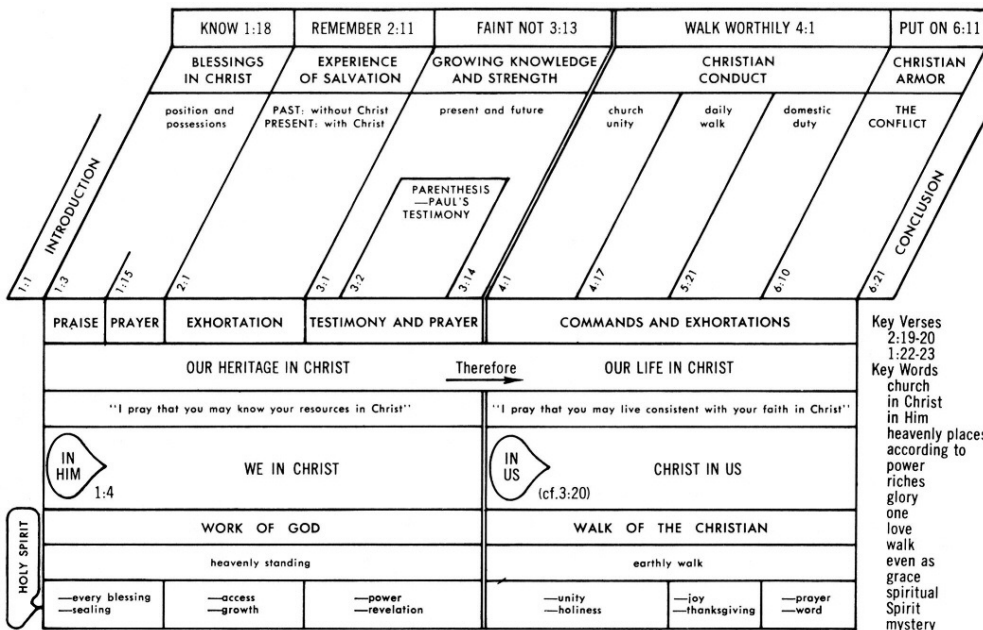 KNOW 1:18 REMEMBER 2:11 FAINT NOT 3:13 WALK WORTHILY 4:1 PUT ON 6:11
BLESSINGS IN CHRIST
EXPERIENCE OF SALVATION
GROWING KNOWLEDGE AND STRENGTH
CHRISTIAN CONDUCT
CHRISTIAN ARMOR
position and possessions
PAST: without Christ
PRESENT: with Christ
present and future
church unity
daily walk
domestic duty
THE CONFLICT
PARENTHESIS
—PAUL'S
TESTIMONY
INTRODUCTION
CONCLUSION
1:1 1:3 1:15 2:1 3:1 3:2 3:14 4:1 4:17 5:21 6:10 6:21
PRAISE PRAYER EXHORTATION TESTIMONY AND PRAYER COMMANDS AND EXHORTATIONS
OUR HERITAGE IN CHRIST Therefore OUR LIFE IN CHRIST
"I pray that you may know your resources in Christ" "I pray that you may live consistent with your faith in Christ"
IN HIM 1:4 WE IN CHRIST
IN US (cf.3:20) CHRIST IN US
HOLY SPIRIT
WORK OF GOD WALK OF THE CHRISTIAN
heavenly standing earthly walk
—every blessing —access —power —unity —joy —prayer
—sealing —growth —revelation —holiness —thanksgiving —word
Key Verses
2:19-20
1:22-23
Key Words
church
in Christ
in Him
heavenly places
according to
power
riches
glory
one
love
walk
even as
grace
spiritual
Spirit
mystery